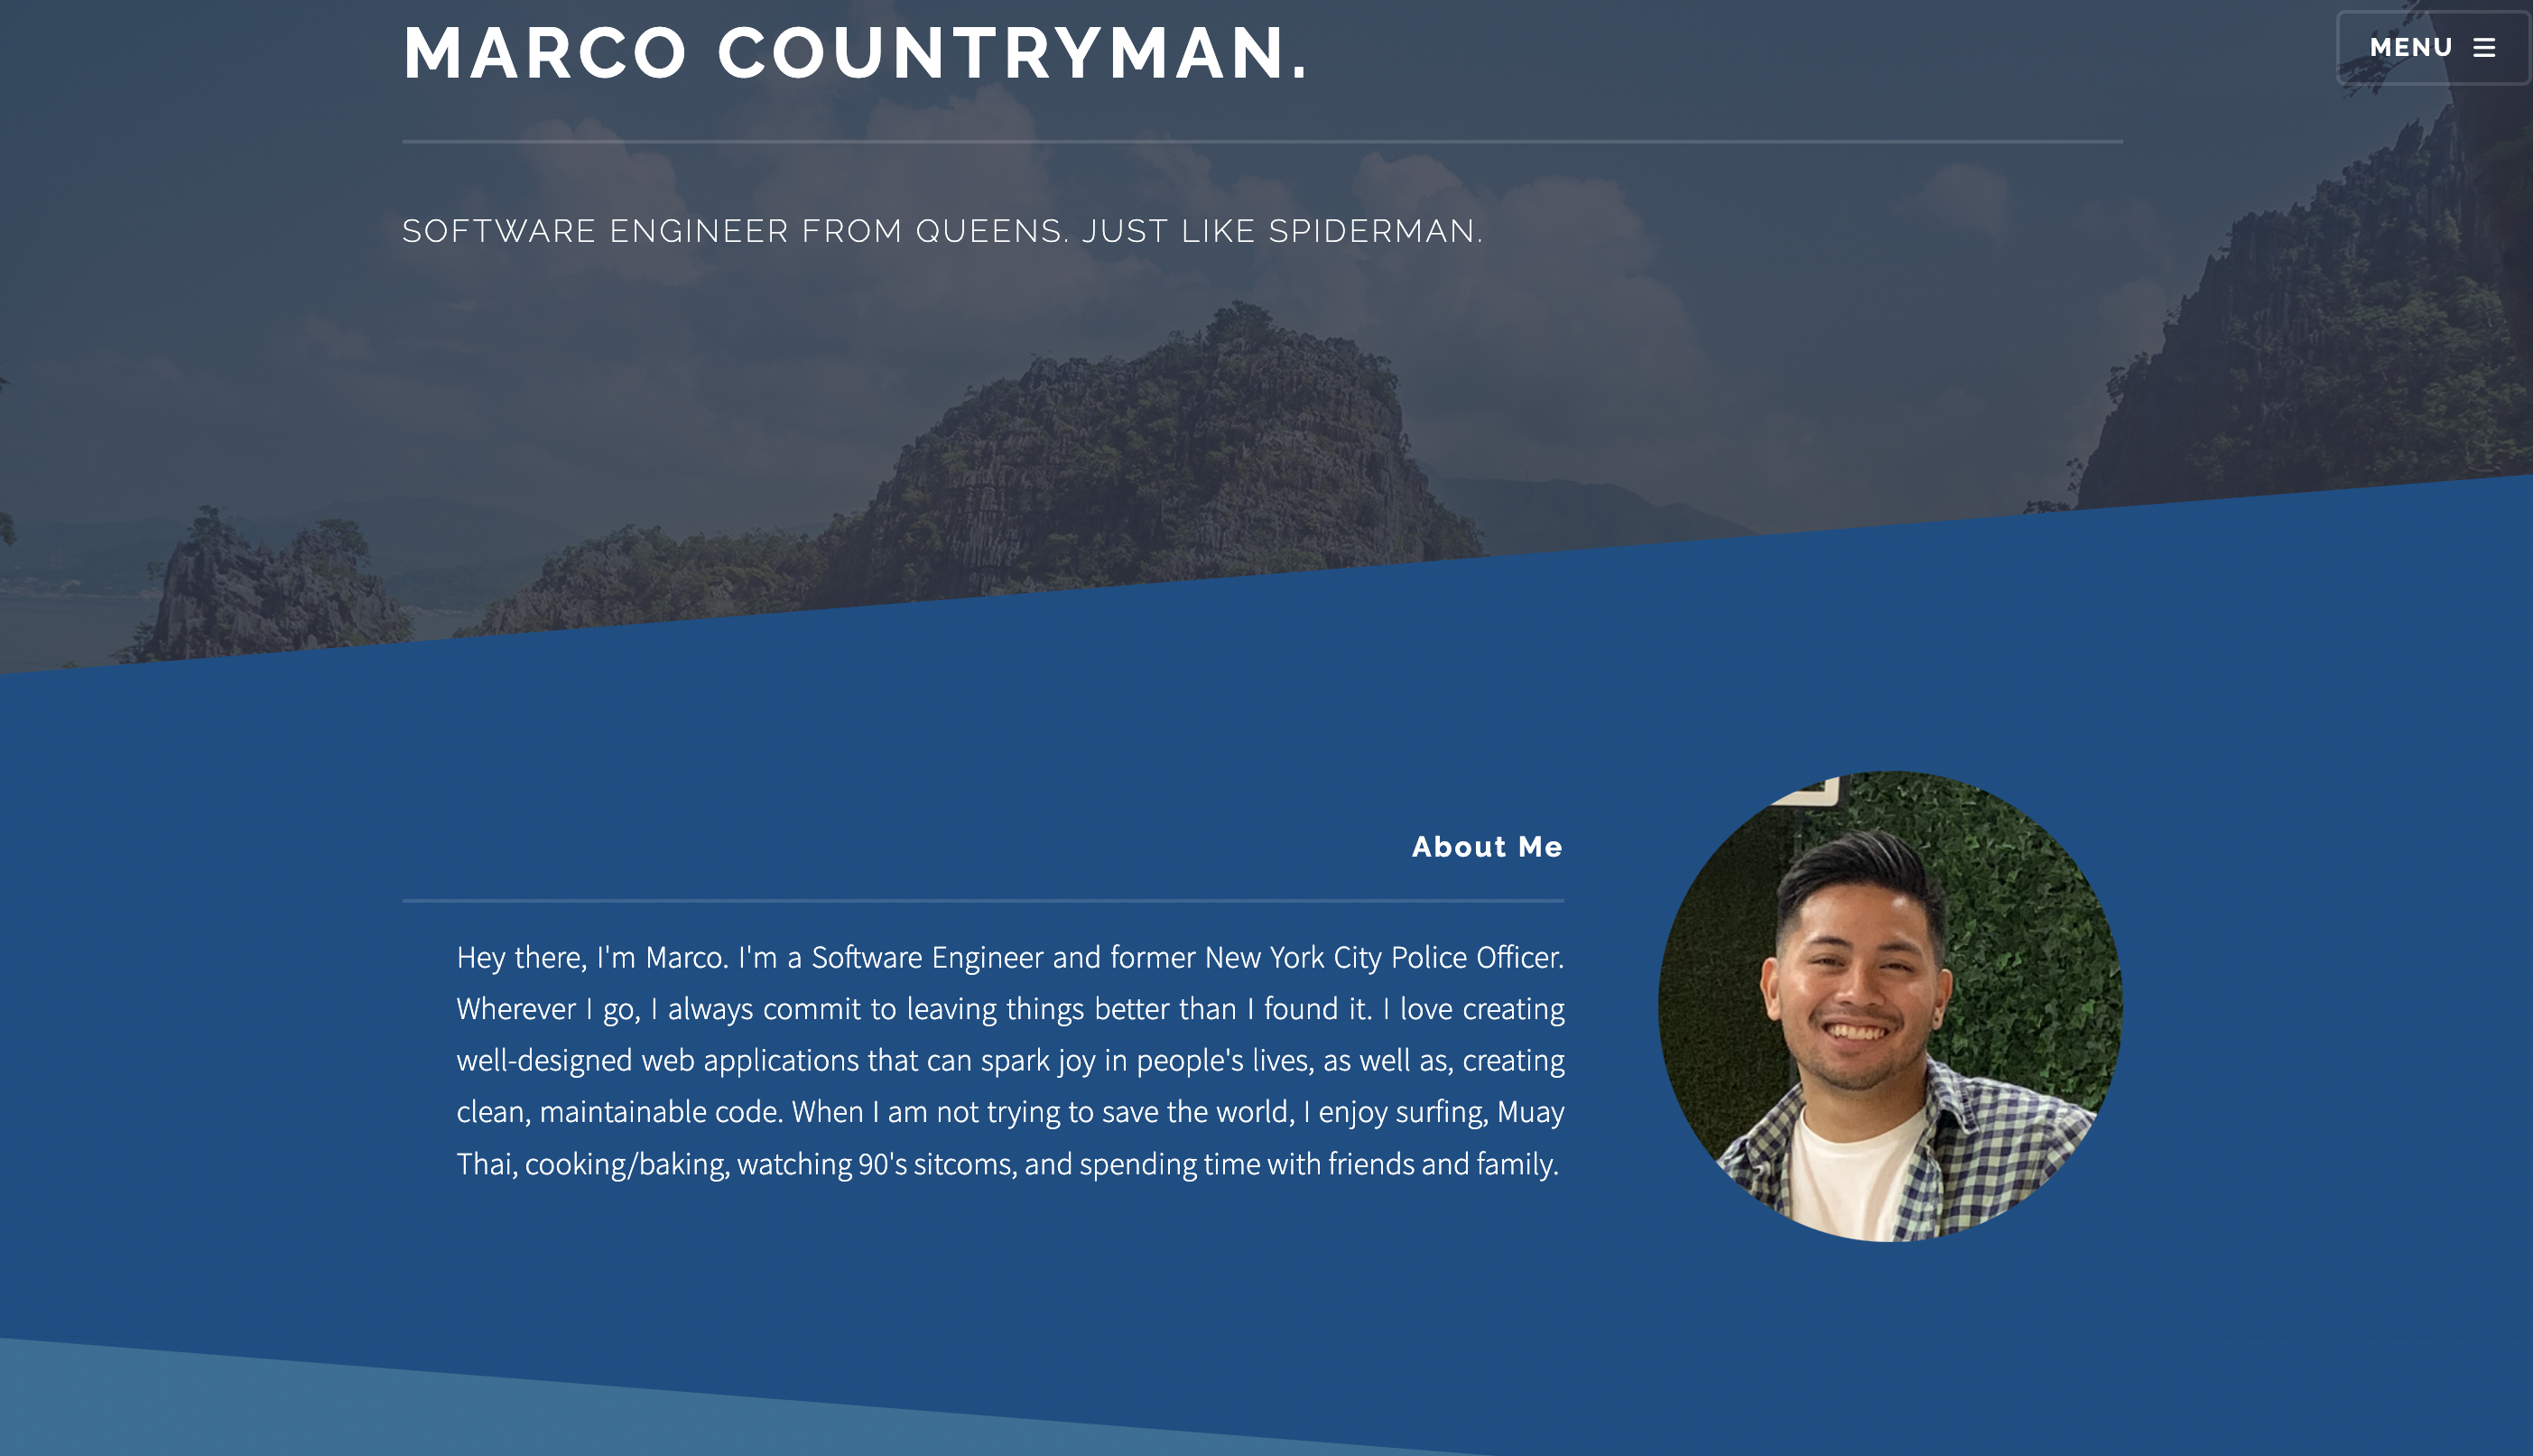 MARCO COUNTRYMAN.
MENU
SOFTWARE ENGINEER FROM QUEENS. JUST LIKE SPIDERMAN.
About Me
Hey there, I'm Marco. I'm a Software Engineer and former New York City Police Officer.
Wherever I go, I always commit to leaving things better than I found it. I love creating
well-designed web applications that can spark joy in people's lives, as well as, creating
clean, maintainable code. When I am not trying to save the world, I enjoy surfing, Muay
Thai, cooking/baking, watching 90's sitcoms, and spending time with friends and family.